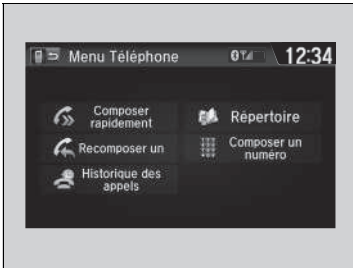 Menu Téléphone
12:34
Composer
rapidement
Répertoire
Recomposer un
Composer un
numéro
Historique des
appels